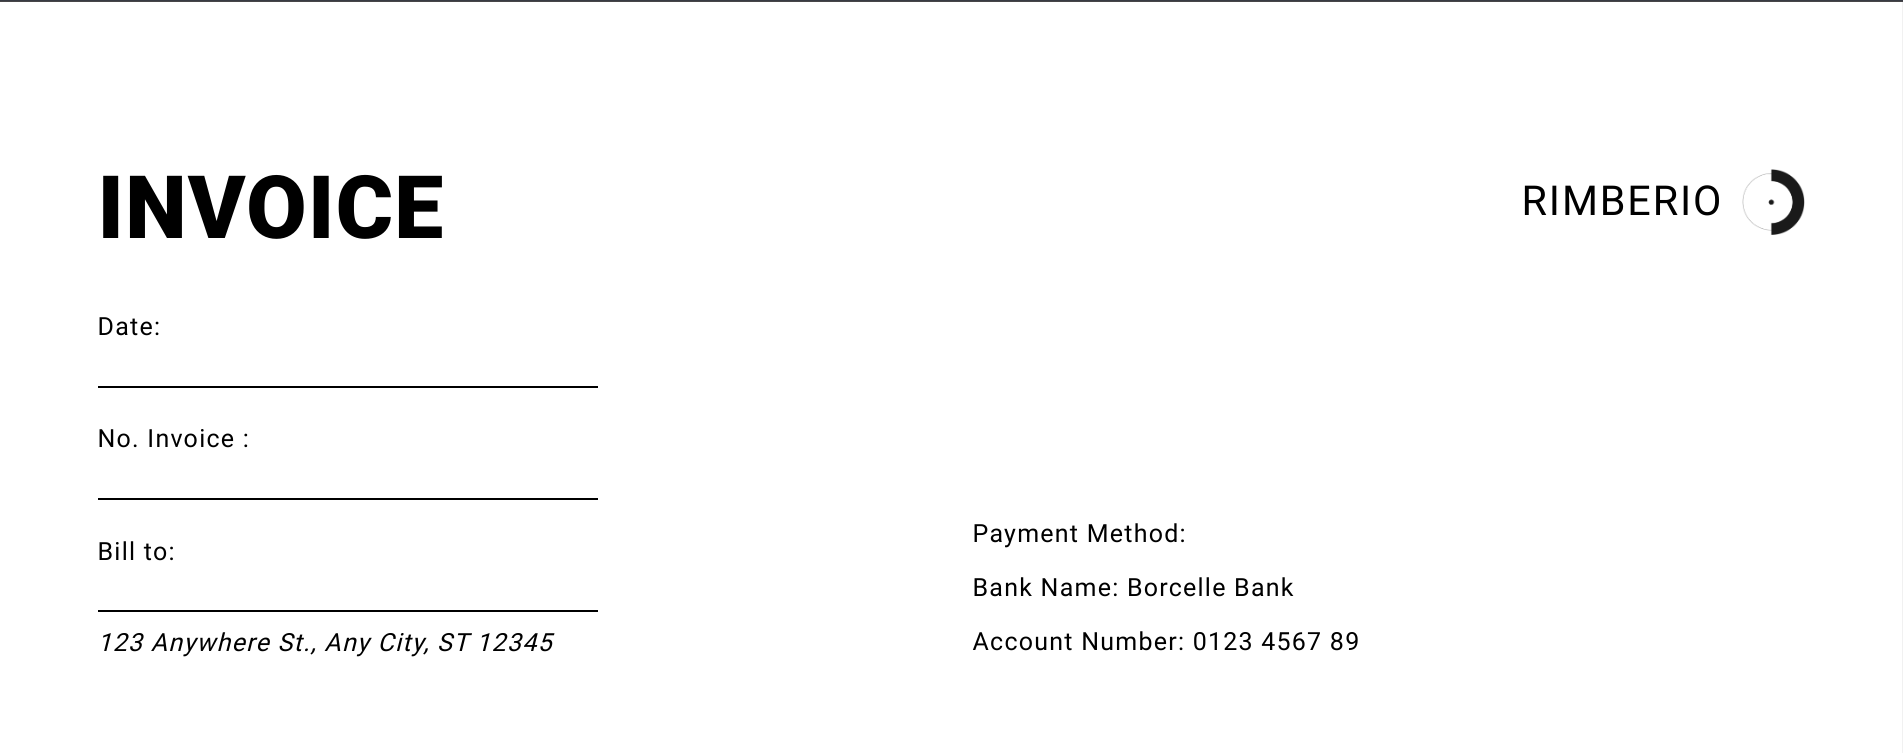 INVOICE
RIMBERIO
Date:
No. Invoice :
Bill to:
123 Anywhere St., Any City, ST 12345
Payment Method:
Bank Name: Borcelle Bank
Account Number: 0123 4567 89